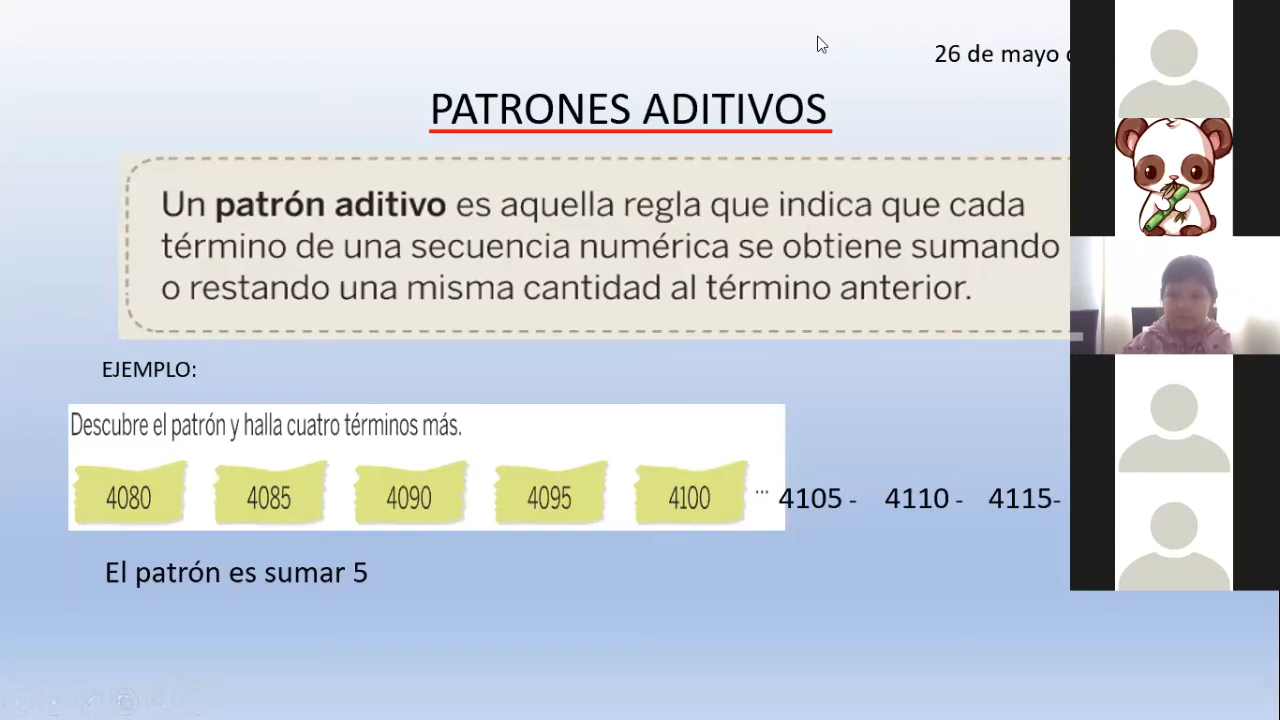 26 de mayo
PATRONES ADITIVOS
Un patrón aditivo es aquella regla que indica que cada
término de una secuencia numérica se obtiene sumando
o restando una misma cantidad al término anterior.
EJEMPLO:
Descubre el patrón y halla cuatro términos más.
4080 4085 4090 4095 4100 ... 4105 - 4110 - 4115-
El patrón es sumar 5